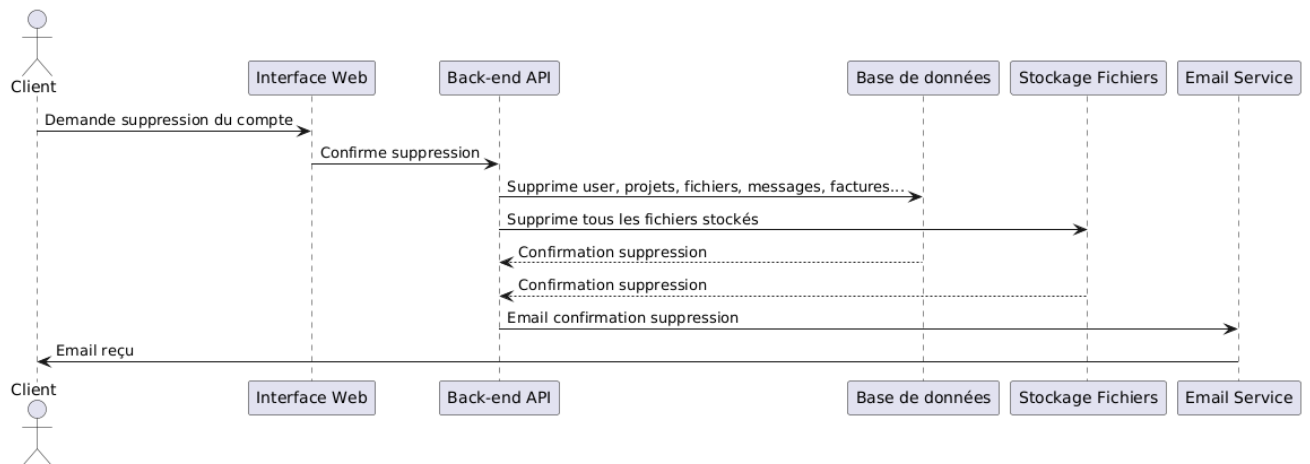 Client
Interface Web
Back-end API
Base de données
Stockage Fichiers
Email Service
Demande suppression du compte
Confirme suppression
Supprime user, projets, fichiers, messages, factures...
Supprime tous les fichiers stockés
Confirmation suppression
Confirmation suppression
Email confirmation suppression
Email reçu
Client
Interface Web
Back-end API
Base de données
Stockage Fichiers
Email Service